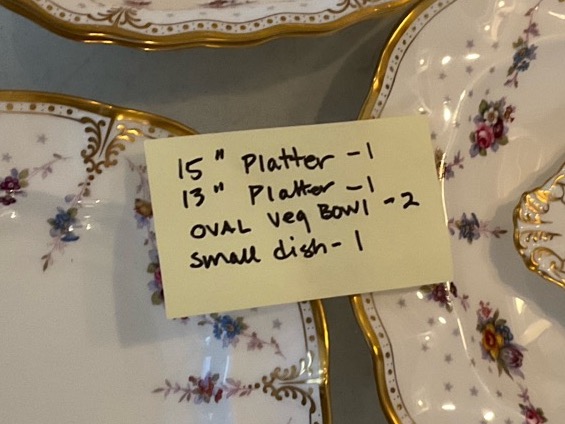 15" Platter - 1
13" Platter - 1
OVAL Veg Bowl - 2
small dish - 1